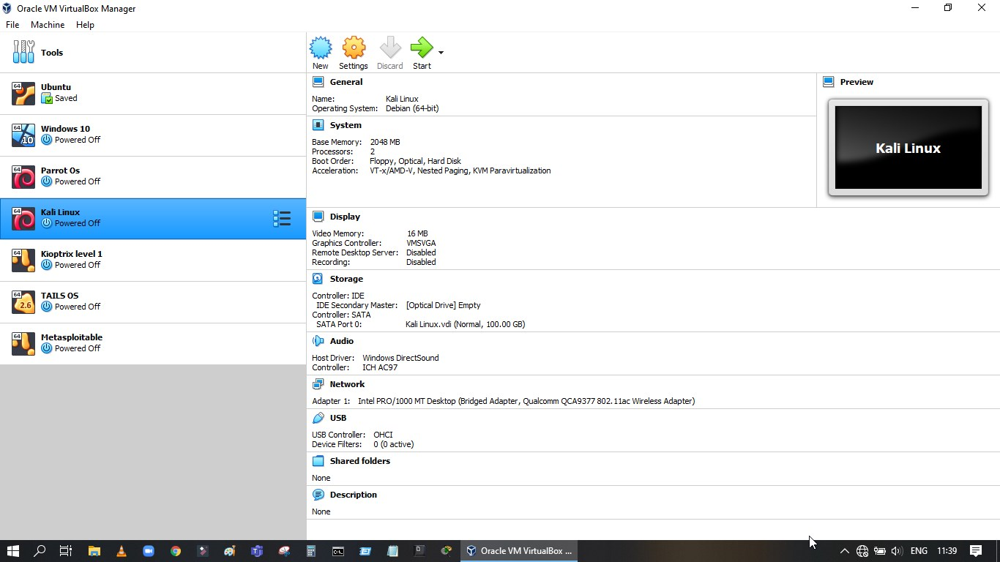 Oracle VM VirtualBox Manager
File Machine Help
Tools
64
Ubuntu
Saved
64
10
Windows 10
Powered Off
64
Parrot Os
Powered Off
64
Kali Linux
Powered Off
64
Kioptrix level 1
Powered Off
64
2.6
TAILS OS
Powered Off
64
Metasploitable
Powered Off
New Settings Discard Start
General
Name: Kali Linux
Operating System: Debian (64-bit)
System
Base Memory: 2048 MB
Processors: 2
Boot Order: Floppy, Optical, Hard Disk
Acceleration: VT-x/AMD-V, Nested Paging, KVM Paravirtualization
Preview
Kali Linux
Display
Video Memory: 16 MB
Graphics Controller: VMSVGA
Remote Desktop Server: Disabled
Recording: Disabled
Storage
Controller: IDE
IDE Secondary Master: [Optical Drive] Empty
Controller: SATA
SATA Port 0: Kali Linux.vdi (Normal, 100.00 GB)
Audio
Host Driver: Windows DirectSound
Controller: ICH AC97
Network
Adapter 1: Intel PRO/1000 MT Desktop (Bridged Adapter, Qualcomm QCA9377 802.11ac Wireless Adapter)
USB
USB Controller: OHCI
Device Filters: 0 (0 active)
Shared folders
None
Description
None
Oracle VM VirtualBox ...
ENG 11:39